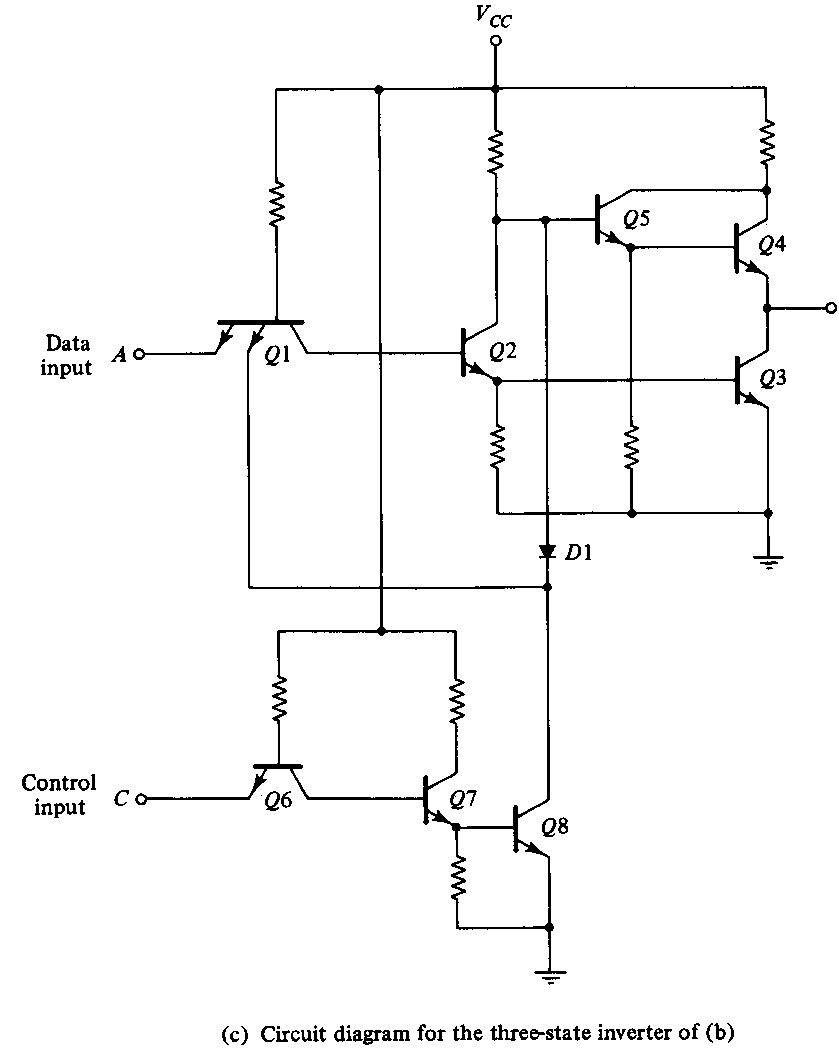 VCC
Q5
Q4
Data
input A
Q1
Q2
Q3
D1
Control
input C
Q6
Q7
Q8
(c) Circuit diagram for the three-state inverter of (b)